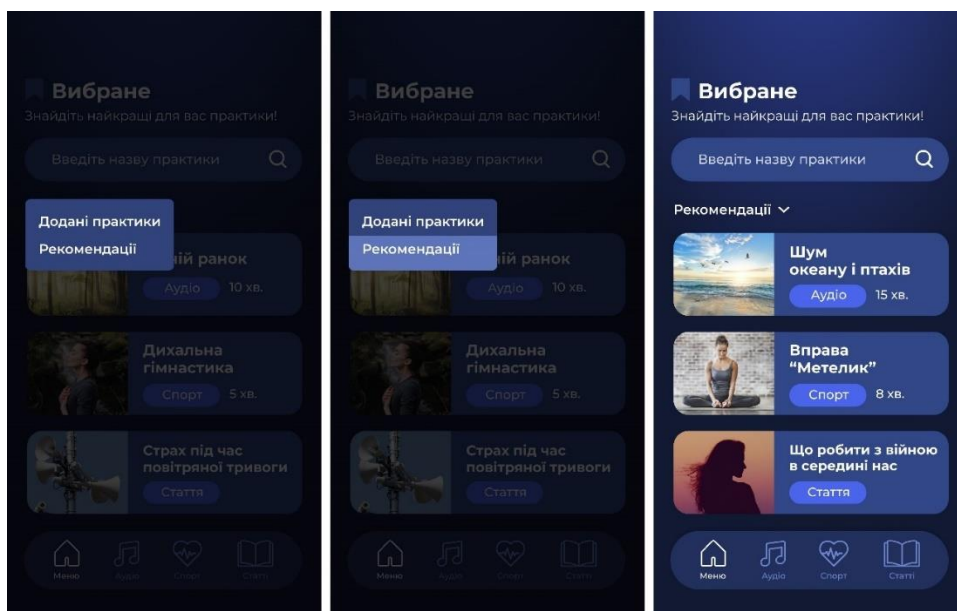 Вибране
Знайдіть найкращі для вас практики!
Введіть назву практики
Додані практики
Рекомендації
ній ранок
Аудіо 10 хв.
Дихальна
гімнастика
Спорт 5 хв.
Страх під час
повітряної тривоги
Стаття
Меню Аудіо Спорт Статті
Вибране
Знайдіть найкращі для вас практики!
Введіть назву практики
Додані практики
Рекомендації
ній ранок
Аудіо 10 хв.
Дихальна
гімнастика
Спорт 5 хв.
Страх під час
повітряної тривоги
Стаття
Меню Аудіо Спорт Статті
Вибране
Знайдіть найкращі для вас практики!
Введіть назву практики
Рекомендації
Шум
океану і птахів
Аудіо 15 хв.
Вправа
“Метелик”
Спорт 8 хв.
Що робити з війною
в середині нас
Стаття
Меню Аудіо Спорт Статті